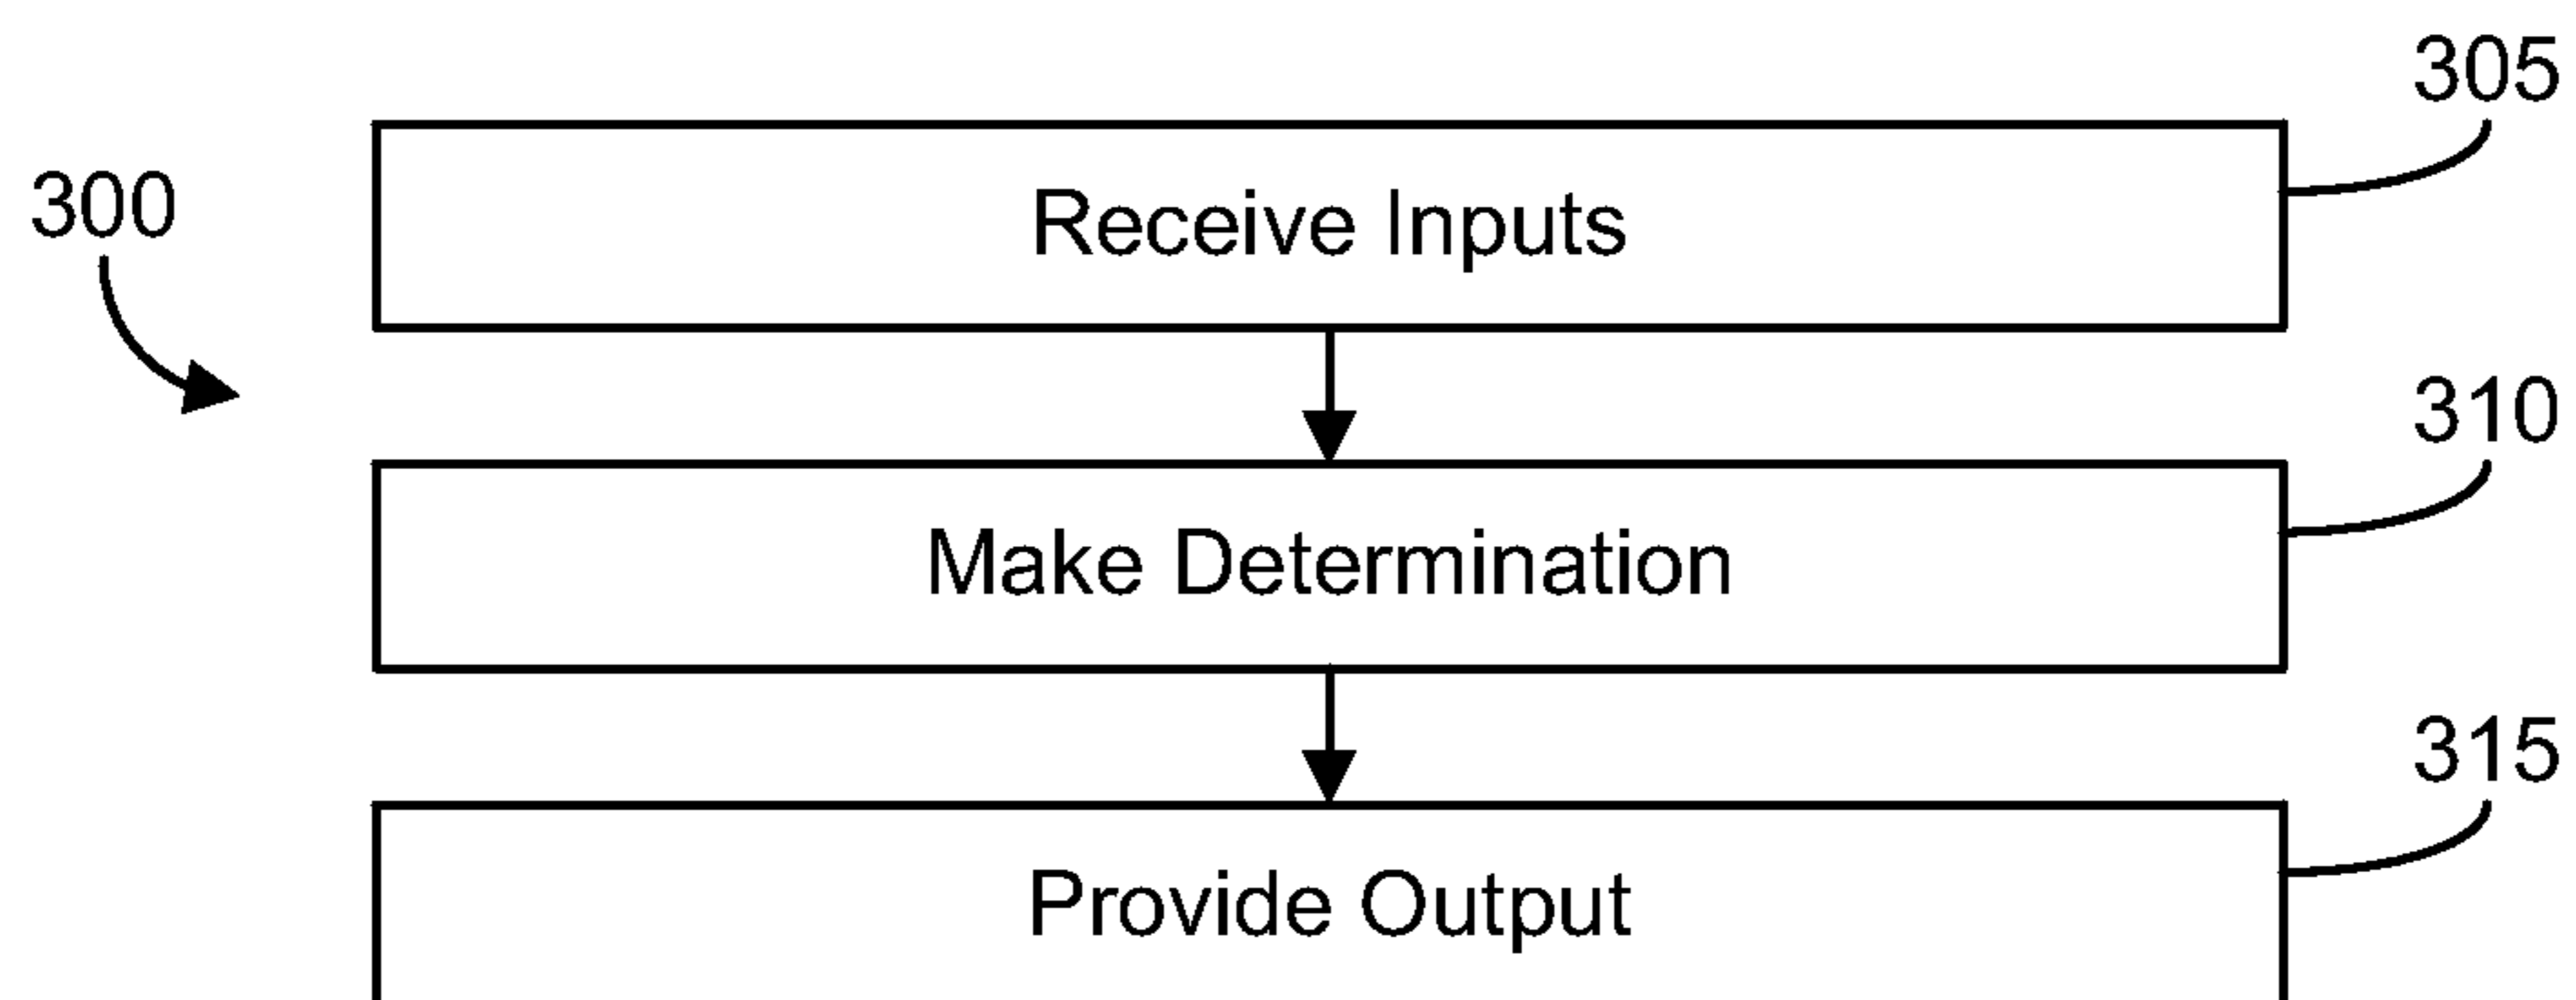 305
300
Receive Inputs
310
Make Determination
315
Provide Output